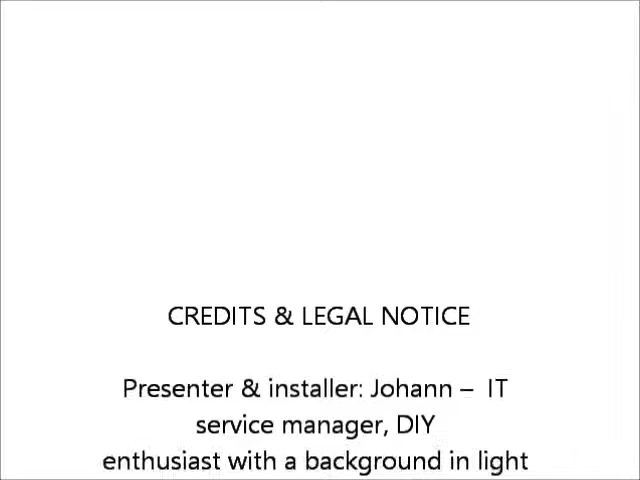 CREDITS & LEGAL NOTICE
Presenter & installer: Johann – IT
service manager, DIY
enthusiast with a background in light